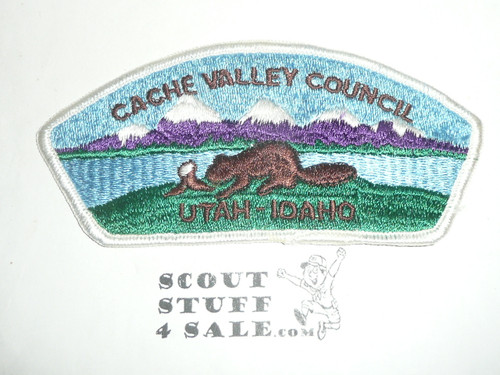 CACHE VALLEY COUNCIL
UTAH-IDAHO
SCOUT
STUFF
4 SALE.COM